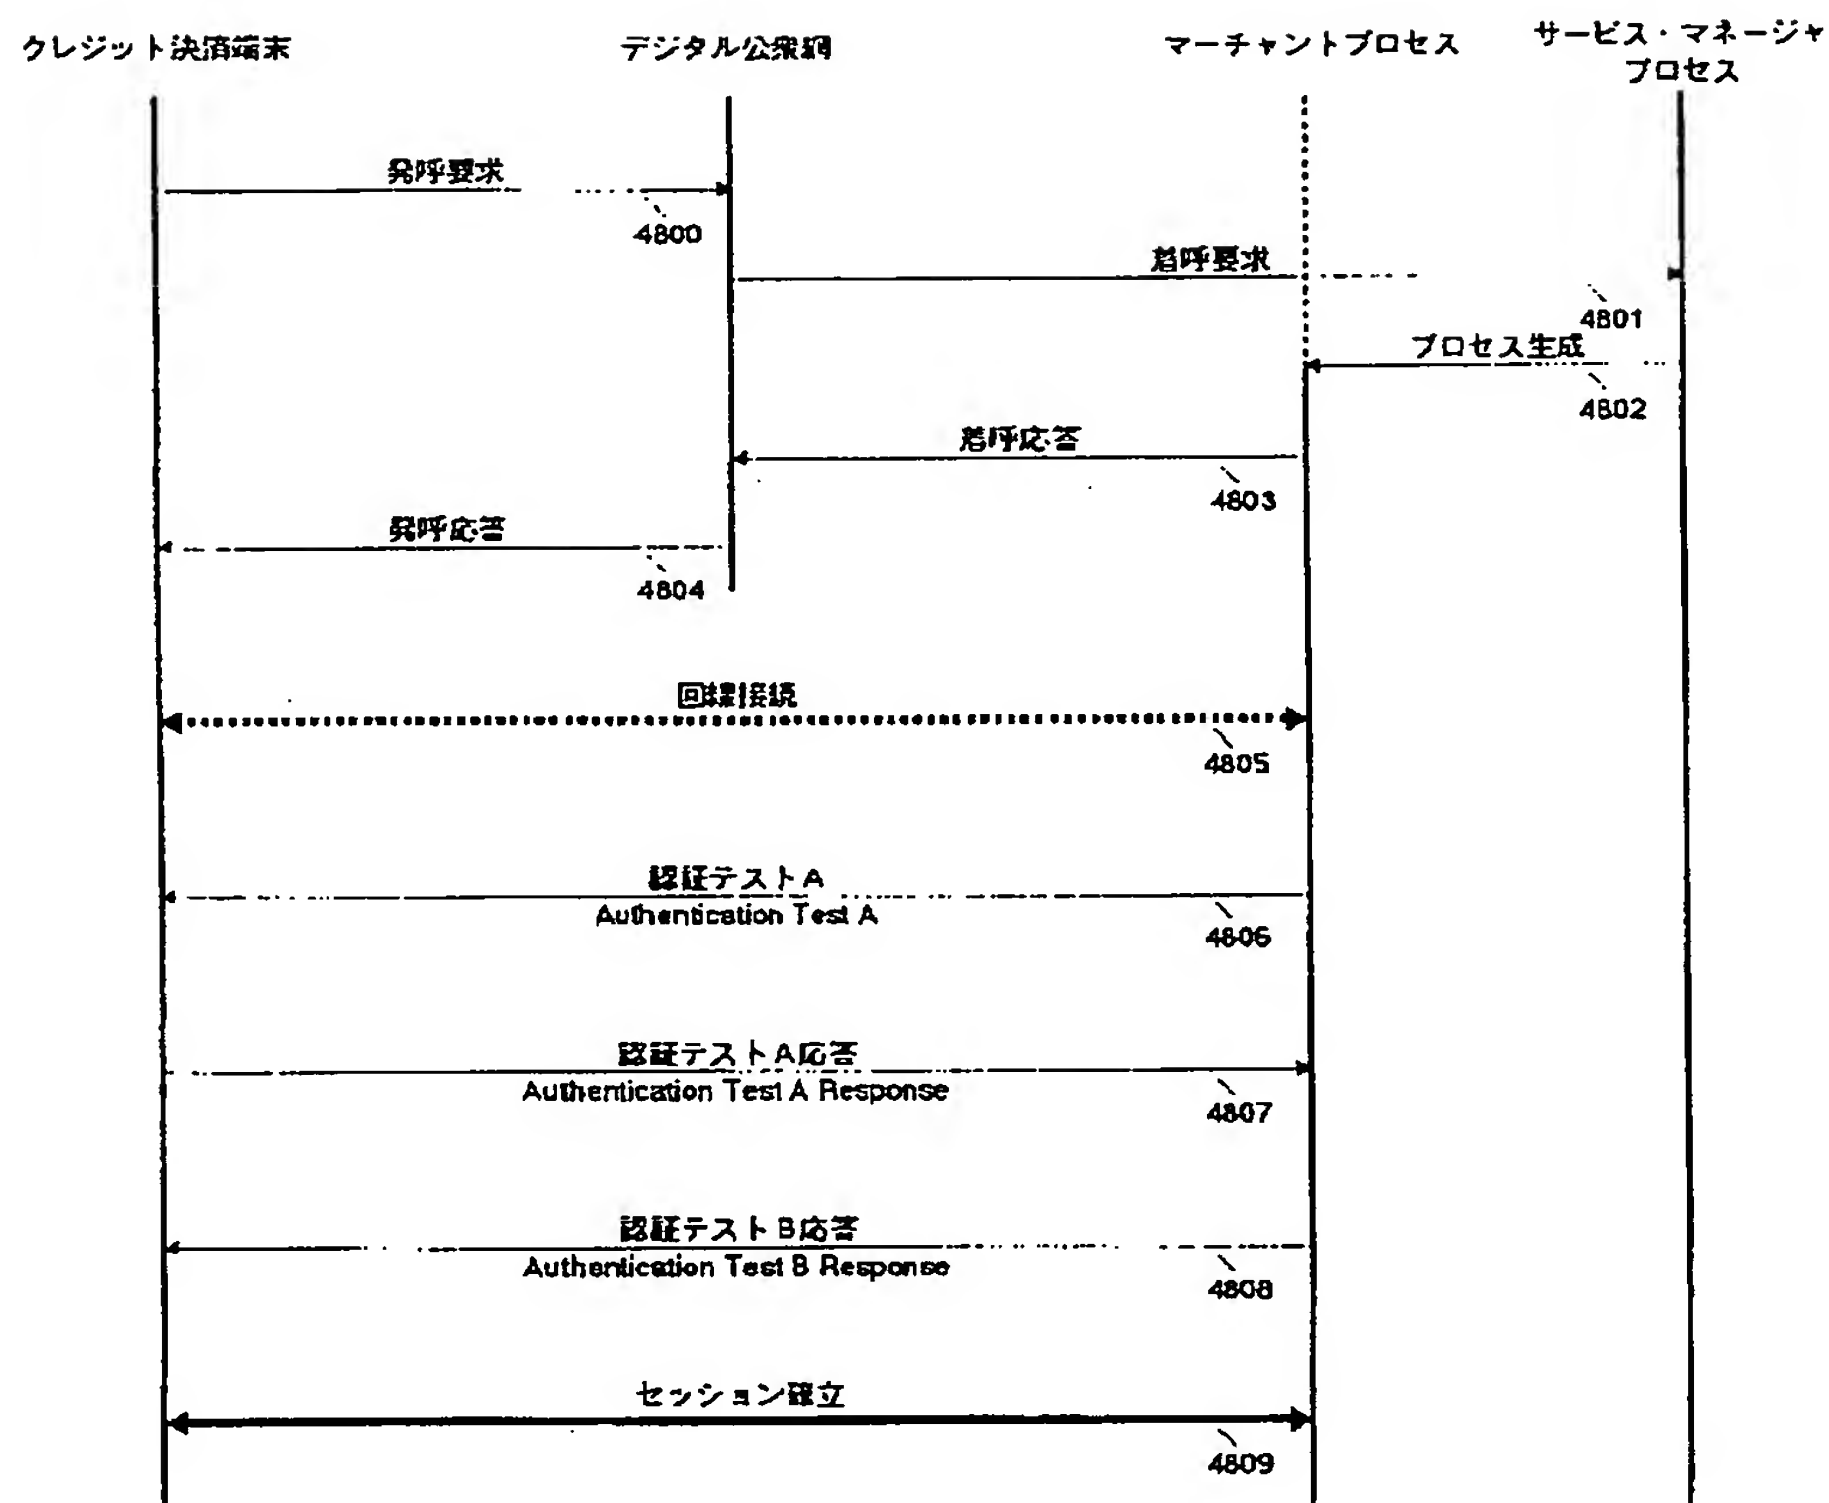 クレジット決済端末
デジタル公衆網
マーチャントプロセス
サービス・マネージャ
プロセス
発呼要求
4800
着呼要求
4801
プロセス生成
4802
着呼応答
4803
発呼応答
4804
回線接続
4805
認証テストA
Authentication Test A
4806
認証テストA応答
Authentication Test A Response
4807
認証テストB応答
Authentication Test B Response
4808
セッション確立
4809